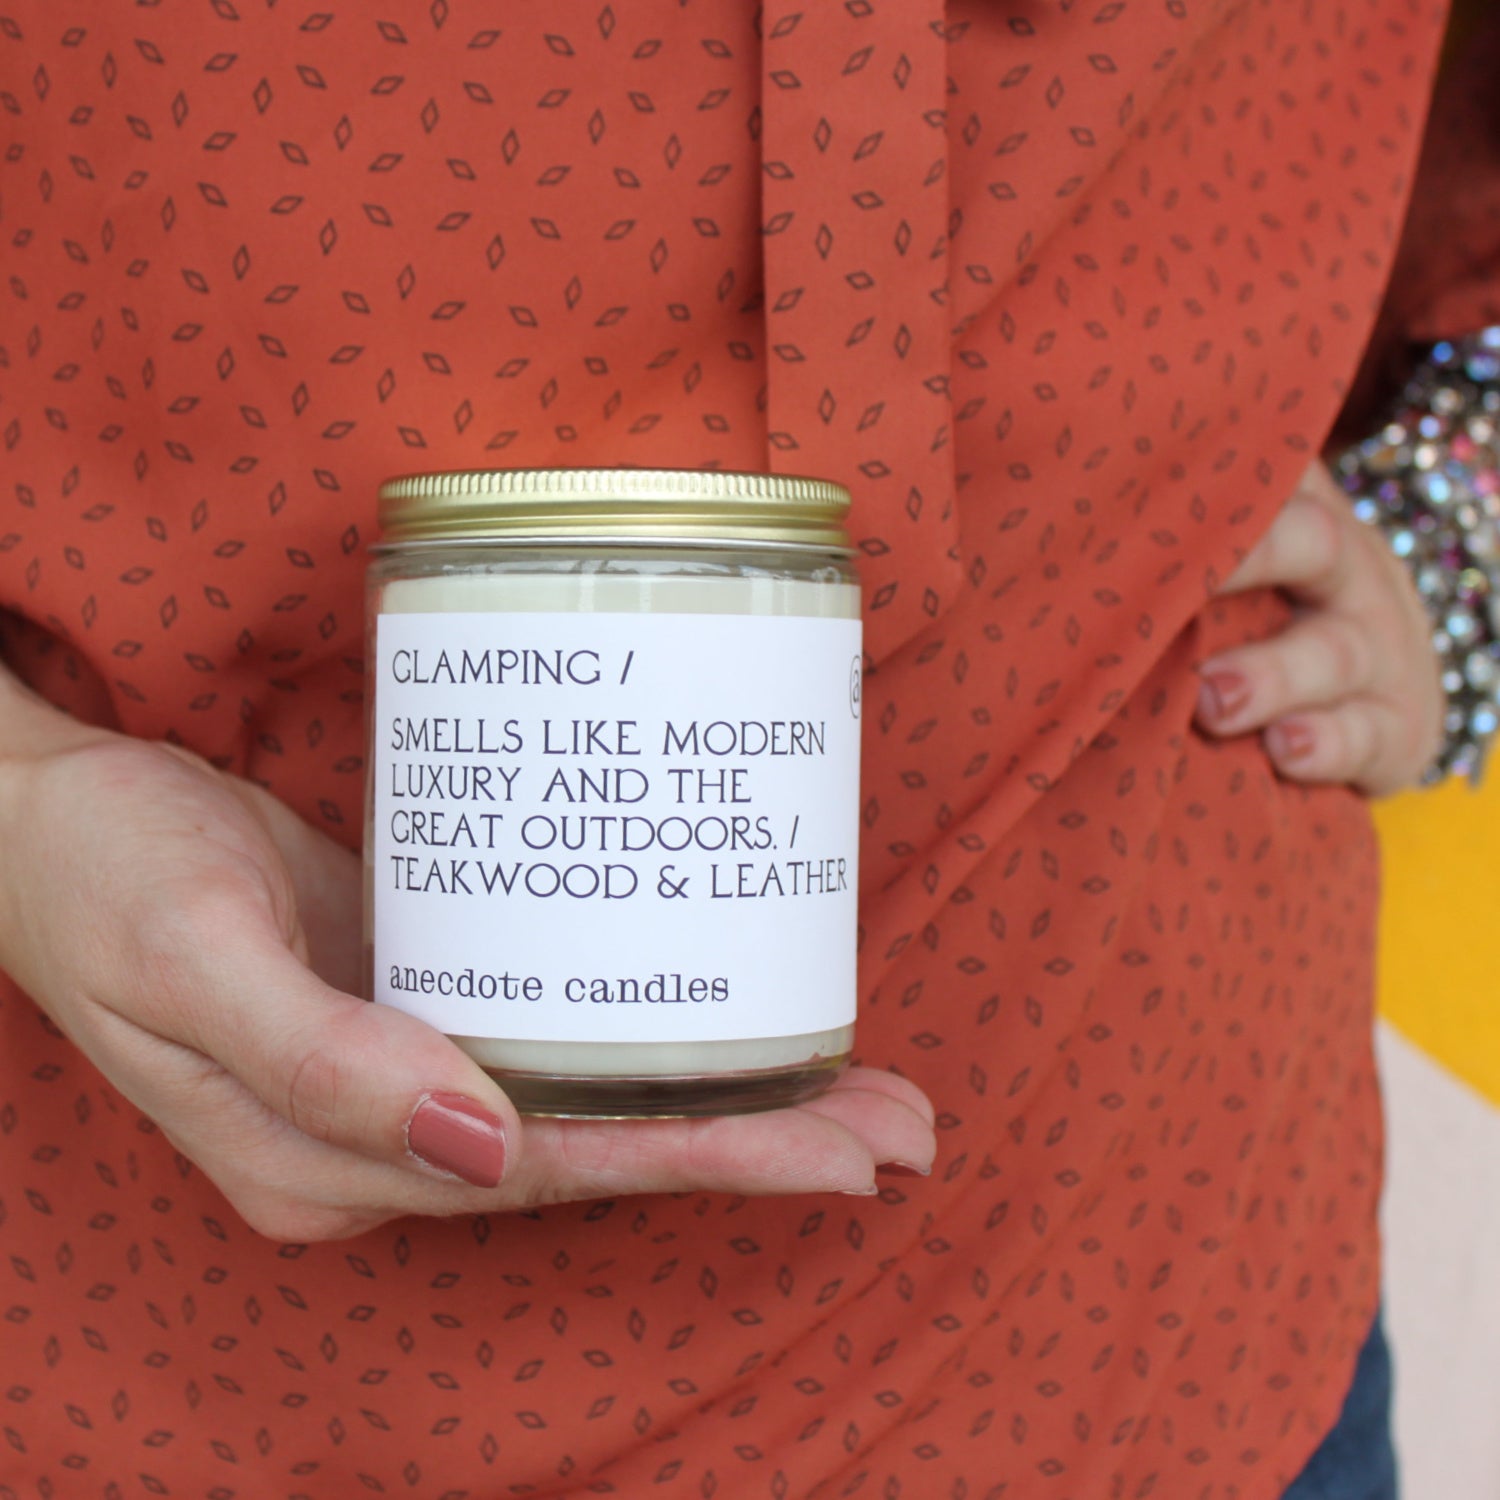 GLAMPING /
@
SMELLS LIKE MODERN
LUXURY AND THE
GREAT OUTDOORS. /
TEAKWOOD & LEATHER
anecdote candles